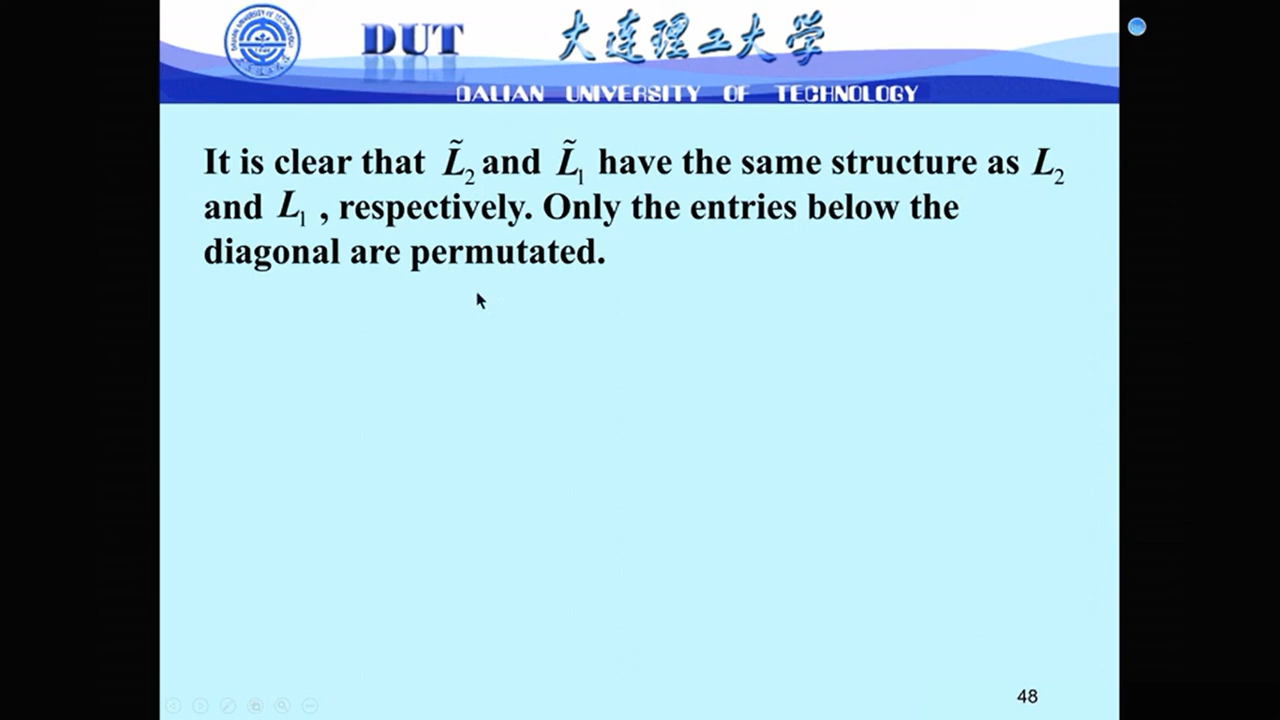 DUT
大连理工大学
DALIAN UNIVERSITY OF TECHNOLOGY
It is clear that L̃₂ and L̃₁ have the same structure as L₂
and L₁ , respectively. Only the entries below the
diagonal are permutated.
48